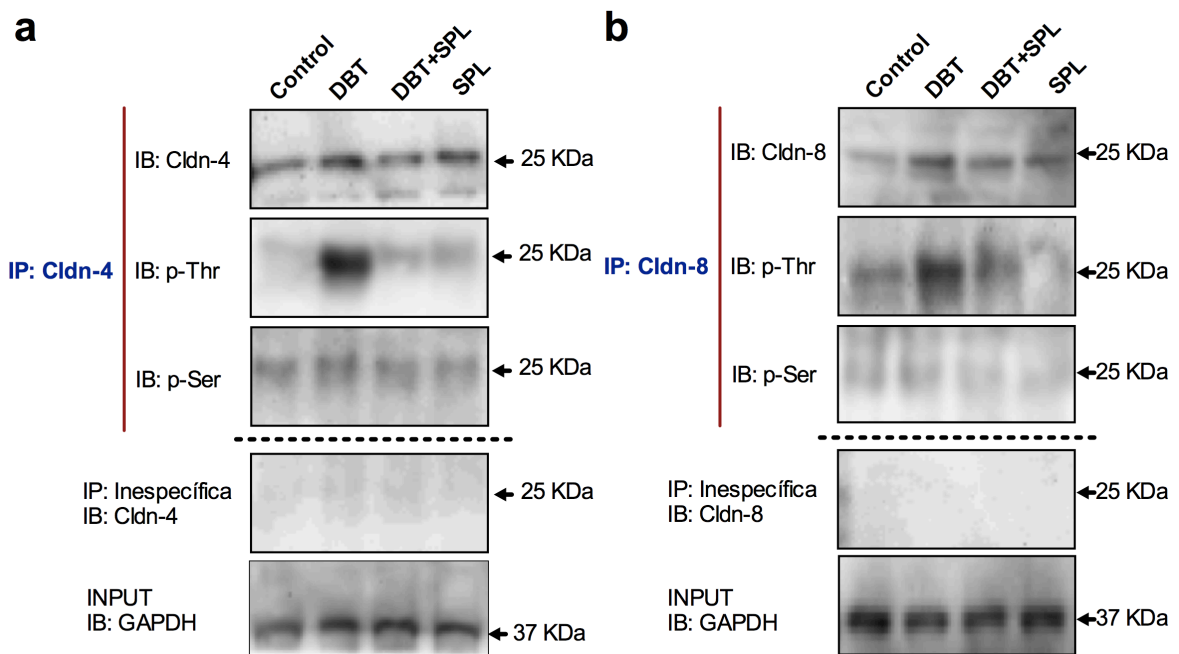 a
Control
DBT
DBT+SPL
SPL
IP: Cldn-4
IB: Cldn-4
25 KDa
IB: p-Thr
25 KDa
IB: p-Ser
25 KDa
IP: Inespecífica
IB: Cldn-4
25 KDa
INPUT
IB: GAPDH
37 KDa
b
Control
DBT
DBT+SPL
SPL
IP: Cldn-8
IB: Cldn-8
25 KDa
IB: p-Thr
25 KDa
IB: p-Ser
25 KDa
IP: Inespecífica
IB: Cldn-8
25 KDa
INPUT
IB: GAPDH
37 KDa